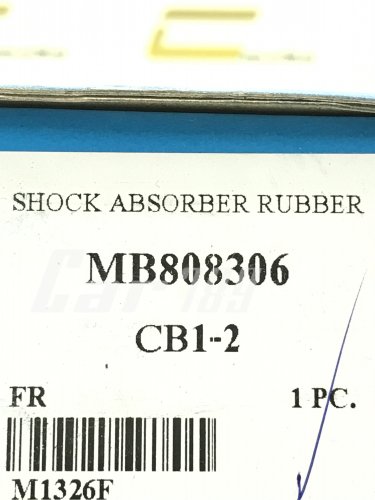 SHOCK ABSORBER RUBBER
MB808306
CB1-2
FR 1 PC.
M1326F